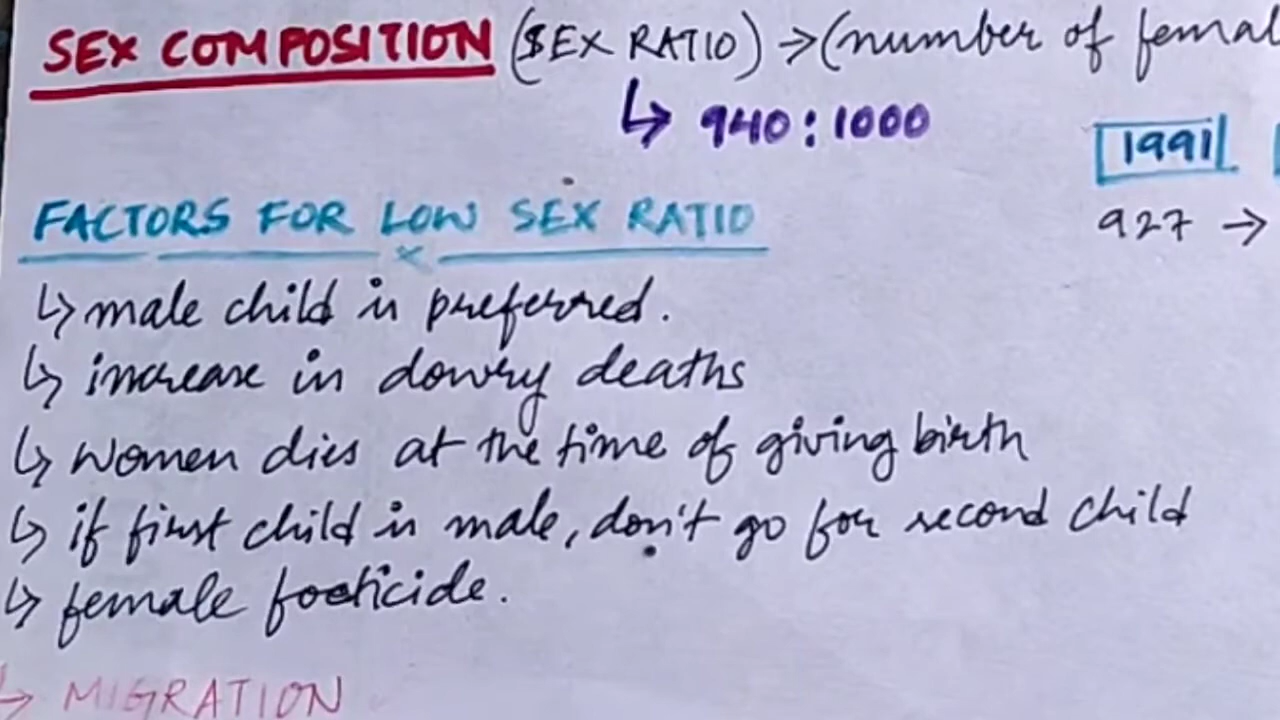 SEX COMPOSITION (SEX RATIO) → (number of femal
↳ 940:1000
1991
927 →
FACTORS FOR LOW SEX RATIO
↳ male child is preferred.
↳ increase in dowry deaths
↳ women dies at the time of giving birth
↳ if first child is male, don't go for second child
↳ female foeticide.
↳ MIGRATION